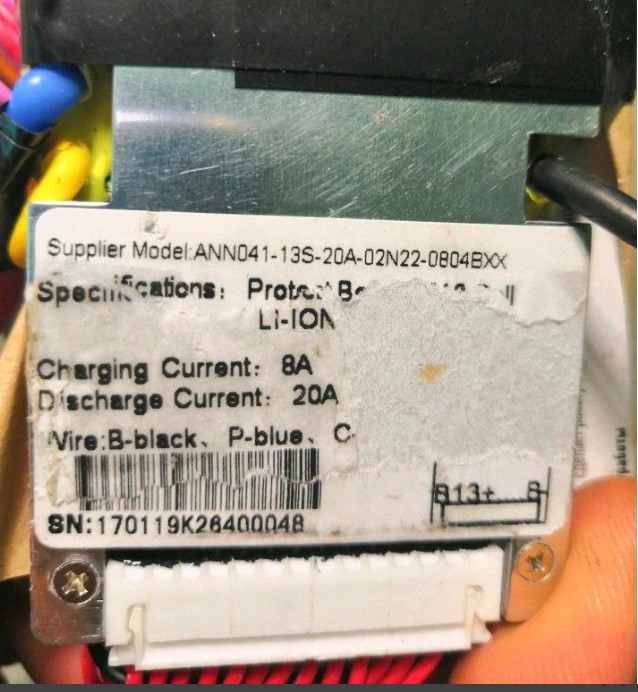 Supplier Model:ANN041-13S-20A-02N22-0804BXX
Specifications: Protect
LI-ION
Charging Current: 8A
Discharge Current: 20A
Wire:B-black、P-blue、C-
SN:170119K26400048
B13+......B-